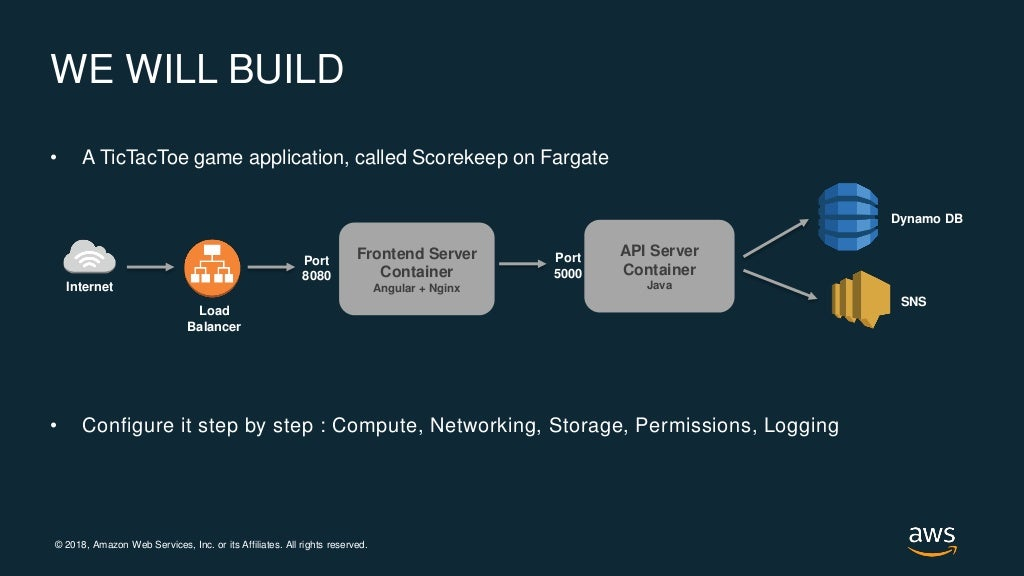 WE WILL BUILD
• A TicTacToe game application, called Scorekeep on Fargate
Internet
Load
Balancer
Port
8080
Frontend Server
Container
Angular + Nginx
Port
5000
API Server
Container
Java
Dynamo DB
SNS
• Configure it step by step : Compute, Networking, Storage, Permissions, Logging
© 2018, Amazon Web Services, Inc. or its Affiliates. All rights reserved.
aws